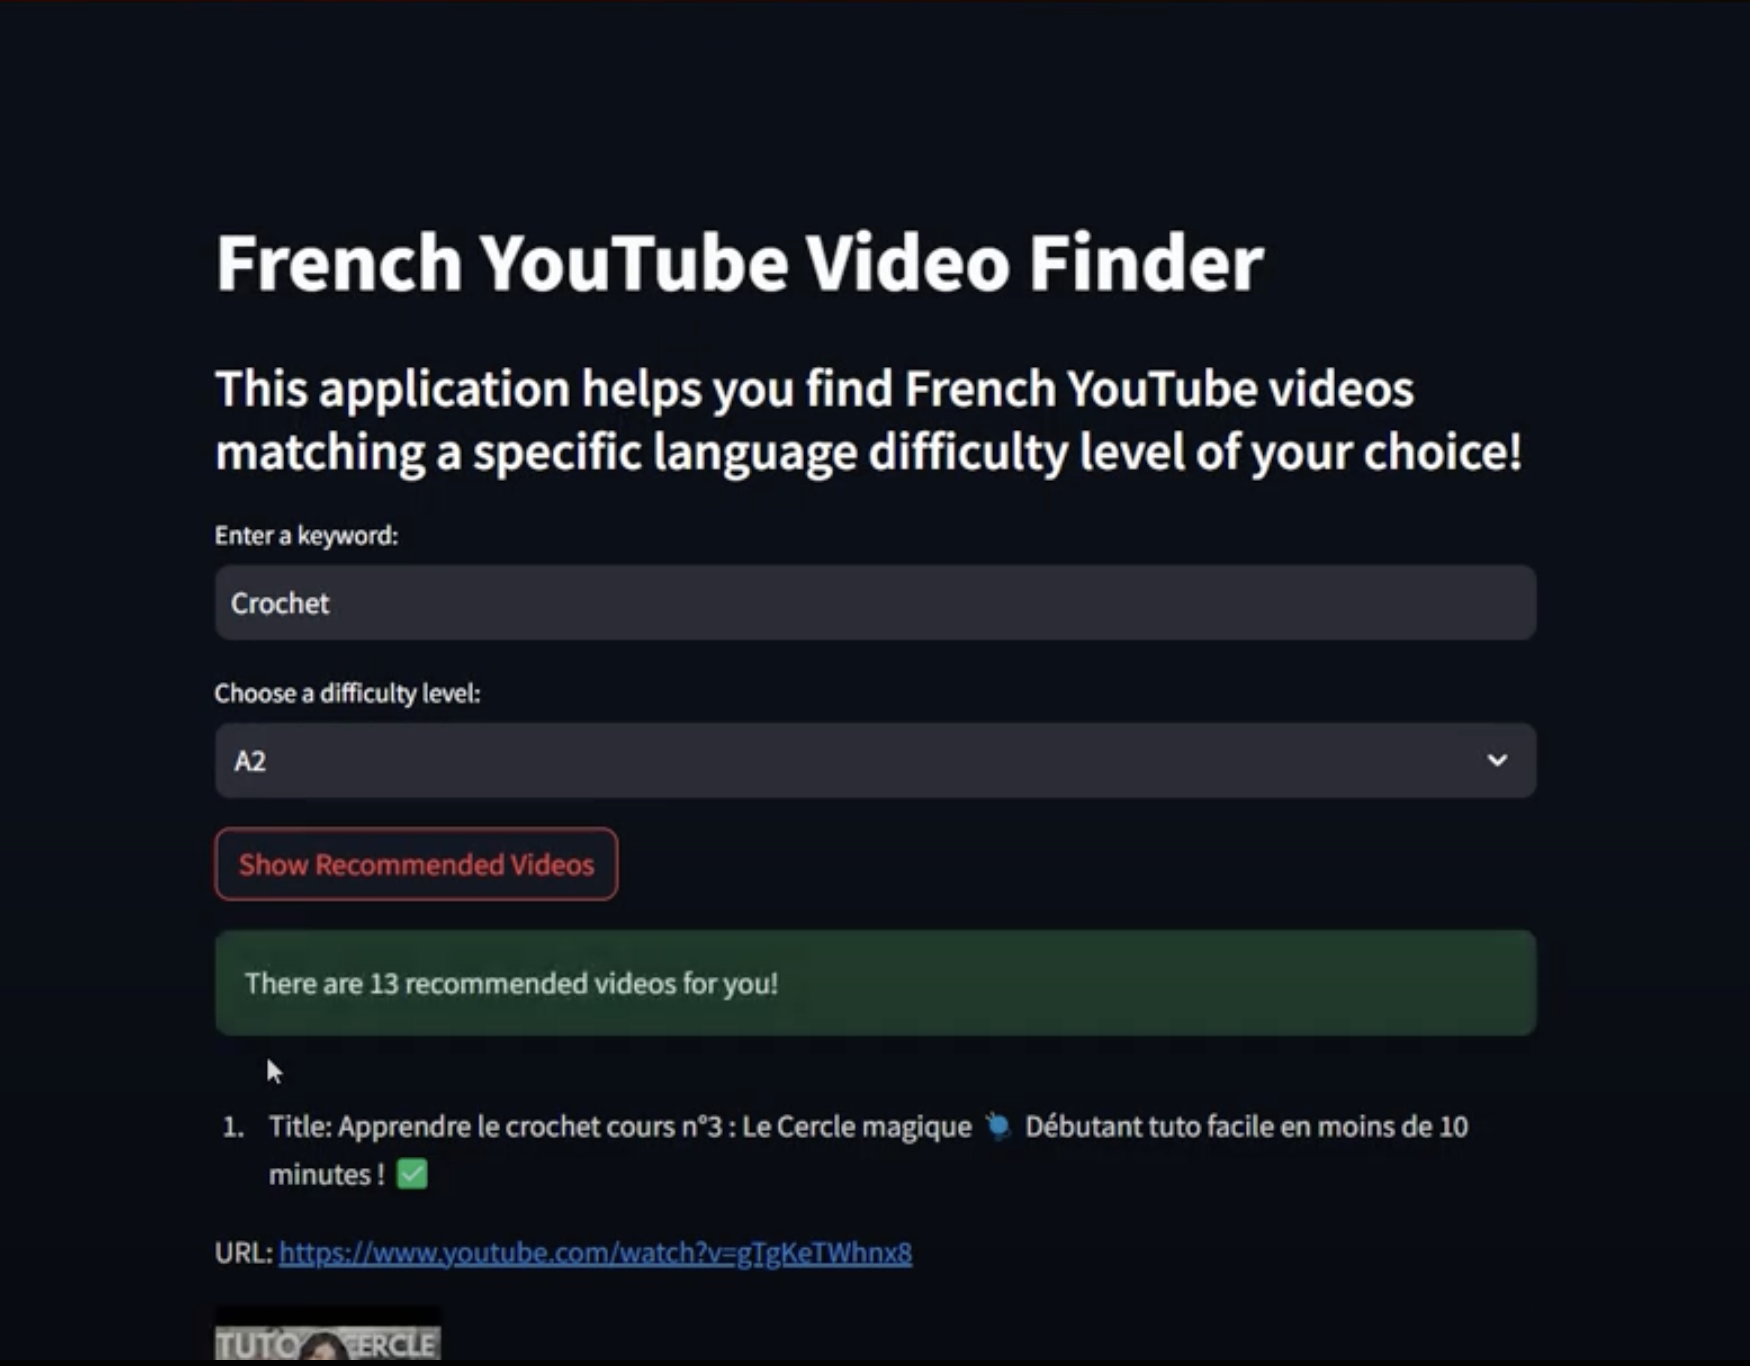 French YouTube Video Finder
This application helps you find French YouTube videos
matching a specific language difficulty level of your choice!
Enter a keyword:
Crochet
Choose a difficulty level:
A2
Show Recommended Videos
There are 13 recommended videos for you!
1. Title: Apprendre le crochet cours n°3 : Le Cercle magique 🧶 Débutant tuto facile en moins de 10
minutes ! ✅
URL: https://www.youtube.com/watch?v=gTgKeTWhnx8
TUTO CERCLE